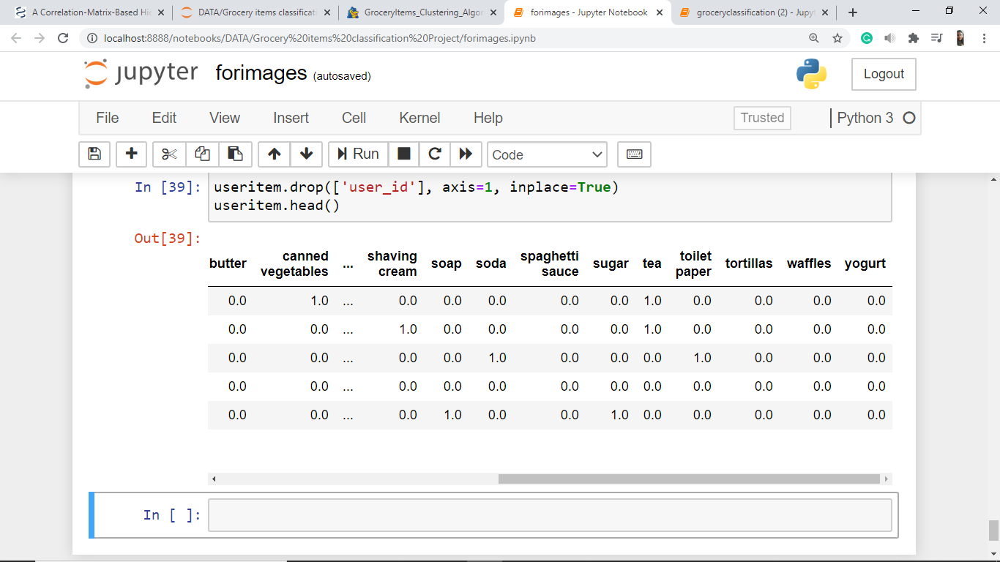 A Correlation-Matrix-Based Hie
DATA/Grocery items classificati
GroceryItems_Clustering_Algor
forimages - Jupyter Notebook
groceryclassification (2) - Jupyt
localhost:8888/notebooks/DATA/Grocery%20items%20classification%20Project/forimages.ipynb
jupyter forimages (autosaved)
Logout
File Edit View Insert Cell Kernel Help
Trusted
Python 3
Run
Code
In [39]: useritem.drop(['user_id'], axis=1, inplace=True)
useritem.head()
Out[39]:
butter canned vegetables ... shaving cream soap soda spaghetti sauce sugar tea toilet paper tortillas waffles yogurt
0.0 1.0 ... 0.0 0.0 0.0 0.0 0.0 1.0 0.0 0.0 0.0 0.0
0.0 0.0 ... 1.0 0.0 0.0 0.0 0.0 1.0 0.0 0.0 0.0 0.0
0.0 0.0 ... 0.0 0.0 1.0 0.0 0.0 0.0 1.0 0.0 0.0 0.0
0.0 0.0 ... 0.0 0.0 0.0 0.0 0.0 0.0 0.0 0.0 0.0 0.0
0.0 0.0 ... 0.0 1.0 0.0 0.0 1.0 0.0 0.0 0.0 0.0 0.0
In [ ]: